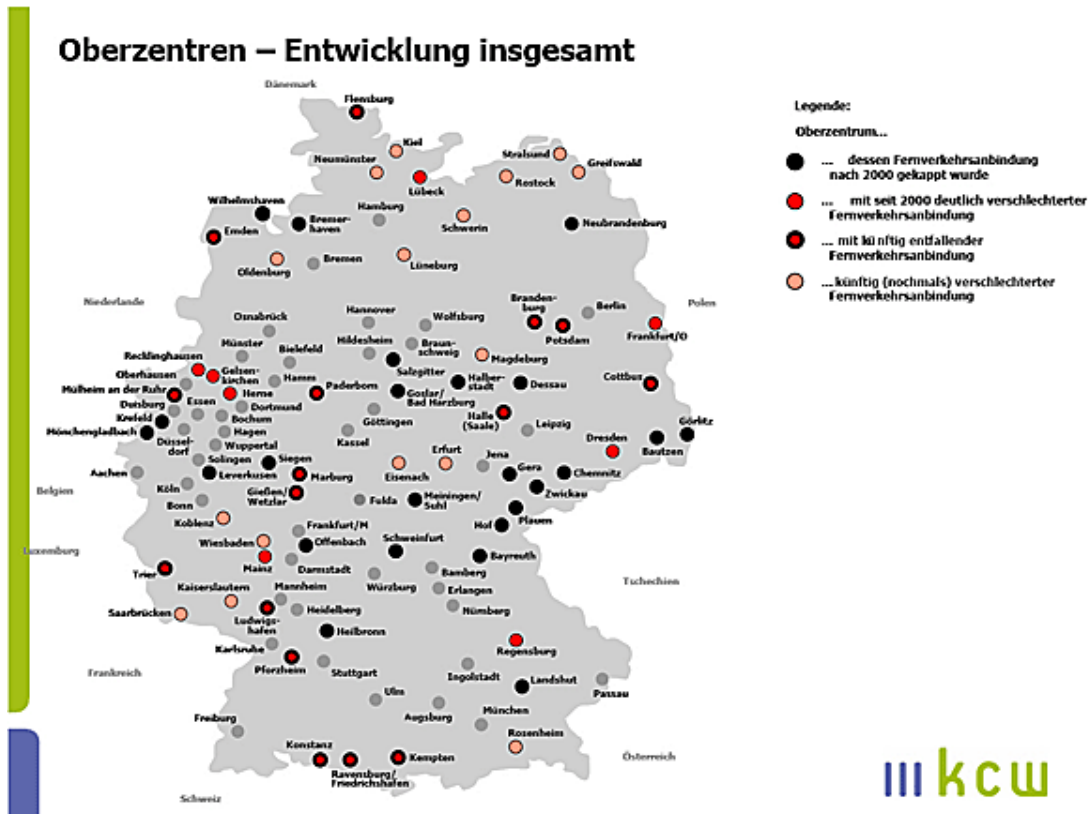 Oberzentren – Entwicklung insgesamt
Dänemark
Flensburg
Kiel
Neumünster
Stralsund
Greifswald
Rostock
Lübeck
Wilhelmshaven
Hamburg
Bremer-
haven
Schwerin
Neubrandenburg
Emden
Oldenburg
Bremen
Lüneburg
Niederlande
Branden-
burg
Berlin
Polen
Osnabrück
Hannover
Wolfsburg
Potsdam
Frankfurt/O
Münster
Bielefeld
Hildesheim
Braun-
schweig
Magdeburg
Recklinghausen
Oberhausen
Gelsen-
kirchen
Hamm
Paderborn
Salzgitter
Halber-
stadt
Dessau
Cottbus
Mülheim an der Ruhr
Herne
Goslar/
Bad Harzburg
Duisburg
Essen
Dortmund
Krefeld
Bochum
Göttingen
Halle
(Saale)
Leipzig
Görlitz
Mönchengladbach
Düssel-
dorf
Hagen
Kassel
Dresden
Bautzen
Wuppertal
Solingen
Siegen
Erfurt
Jena
Aachen
Leverkusen
Marburg
Eisenach
Gera
Chemnitz
Köln
Gießen/
Wetzlar
Zwickau
Belgien
Bonn
Fulda
Meiningen/
Suhl
Plauen
Koblenz
Frankfurt/M
Hof
Wiesbaden
Offenbach
Schweinfurt
Luxemburg
Mainz
Darmstadt
Bayreuth
Trier
Würzburg
Bamberg
Tschechien
Kaiserslautern
Mannheim
Erlangen
Saarbrücken
Heidelberg
Nürnberg
Ludwigs-
hafen
Heilbronn
Karlsruhe
Regensburg
Frankreich
Pforzheim
Stuttgart
Ingolstadt
Landshut
Passau
Ulm
Augsburg
München
Freiburg
Rosenheim
Konstanz
Kempten
Österreich
Ravensburg/
Friedrichshafen
Schweiz
Legende:
Oberzentrum...
... dessen Fernverkehrsanbindung
nach 2000 gekappt wurde
... mit seit 2000 deutlich verschlechterter
Fernverkehrsanbindung
... mit künftig entfallender
Fernverkehrsanbindung
... künftig (nochmals) verschlechterter
Fernverkehrsanbindung
kcw